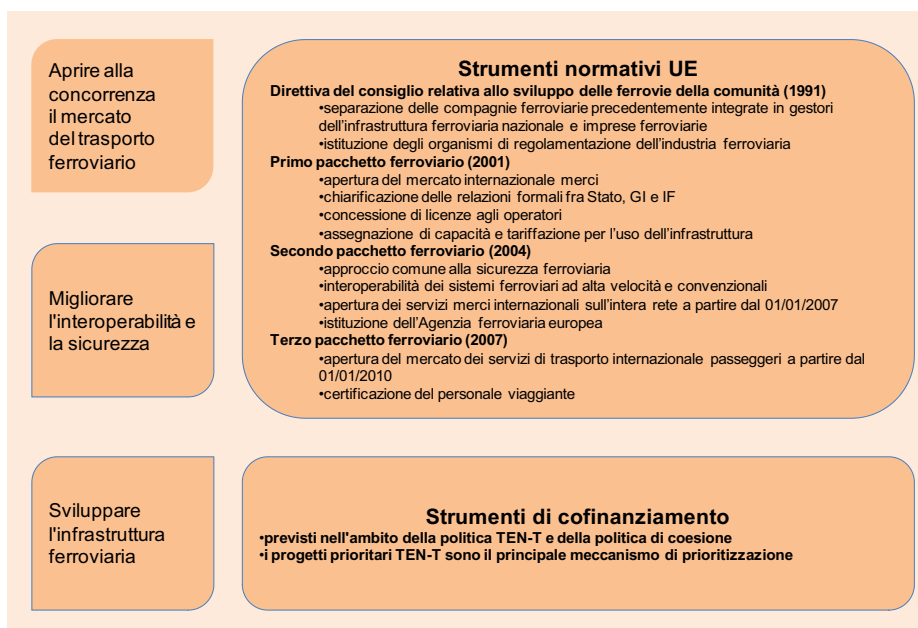 Aprire alla
concorrenza
il mercato
del trasporto
ferroviario
Strumenti normativi UE
Direttiva del consiglio relativa allo sviluppo delle ferrovie della comunità (1991)
•separazione delle compagnie ferroviarie precedentemente integrate in gestori
dell'infrastruttura ferroviaria nazionale e imprese ferroviarie
•istituzione degli organismi di regolamentazione dell'industria ferroviaria
Primo pacchetto ferroviario (2001)
•apertura del mercato internazionale merci
•chiarificazione delle relazioni formali fra Stato, GI e IF
•concessione di licenze agli operatori
•assegnazione di capacità e tariffazione per l'uso dell'infrastruttura
Secondo pacchetto ferroviario (2004)
•approccio comune alla sicurezza ferroviaria
•interoperabilità dei sistemi ferroviari ad alta velocità e convenzionali
•apertura dei servizi merci internazionali sull'intera rete a partire dal 01/01/2007
•istituzione dell'Agenzia ferroviaria europea
Terzo pacchetto ferroviario (2007)
•apertura del mercato dei servizi di trasporto internazionale passeggeri a partire dal
01/01/2010
•certificazione del personale viaggiante
Migliorare
l'interoperabilità e
la sicurezza
Sviluppare
l'infrastruttura
ferroviaria
Strumenti di cofinanziamento
•previsti nell'ambito della politica TEN-T e della politica di coesione
•i progetti prioritari TEN-T sono il principale meccanismo di prioritizzazione